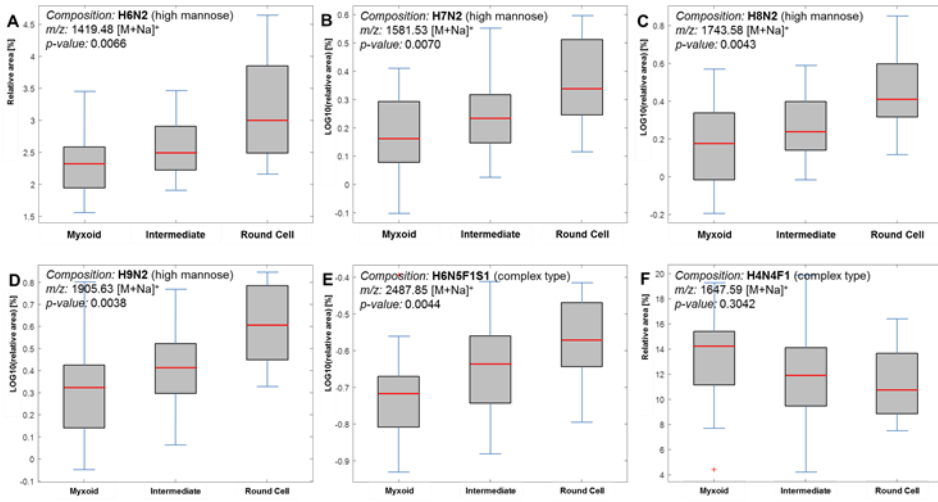 A
Composition: H6N2 (high mannose)
m/z: 1419.48 [M+Na]+
p-value: 0.0066
Relative area [%]
4.5
4
3.5
3
2.5
2
1.5
Myxoid Intermediate Round Cell
B
Composition: H7N2 (high mannose)
m/z: 1581.53 [M+Na]+
p-value: 0.0070
LOG10(relative area) [%]
0.6
0.5
0.4
0.3
0.2
0.1
0
-0.1
Myxoid Intermediate Round Cell
C
Composition: H8N2 (high mannose)
m/z: 1743.58 [M+Na]+
p-value: 0.0043
LOG10(relative area) [%]
0.8
0.6
0.4
0.2
0
-0.2
Myxoid Intermediate Round Cell
D
Composition: H9N2 (high mannose)
m/z: 1905.63 [M+Na]+
p-value: 0.0038
LOG10(relative area) [%]
0.8
0.7
0.6
0.5
0.4
0.3
0.2
0.1
0
Myxoid Intermediate Round Cell
E
Composition: H6N5F1S1 (complex type)
m/z: 2487.85 [M+Na]+
p-value: 0.0044
LOG10(relative area) [%]
-0.4
-0.5
-0.6
-0.7
-0.8
-0.9
Myxoid Intermediate Round Cell
F
Composition: H4N4F1 (complex type)
m/z: 1647.59 [M+Na]+
p-value: 0.3042
Relative area [%]
20
18
16
14
12
10
8
6
4
Myxoid Intermediate Round Cell